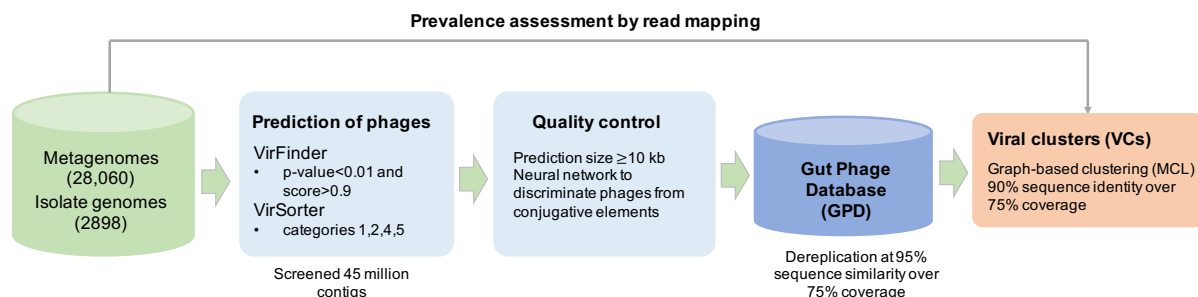 Prevalence assessment by read mapping
Metagenomes
(28,060)
Isolate genomes
(2898)
Prediction of phages
VirFinder
• p-value<0.01 and
score>0.9
VirSorter
• categories 1,2,4,5
Screened 45 million
contigs
Quality control
Prediction size ≥10 kb
Neural network to
discriminate phages from
conjugative elements
Gut Phage
Database
(GPD)
Dereplication at 95%
sequence similarity over
75% coverage
Viral clusters (VCs)
Graph-based clustering (MCL)
90% sequence identity over
75% coverage